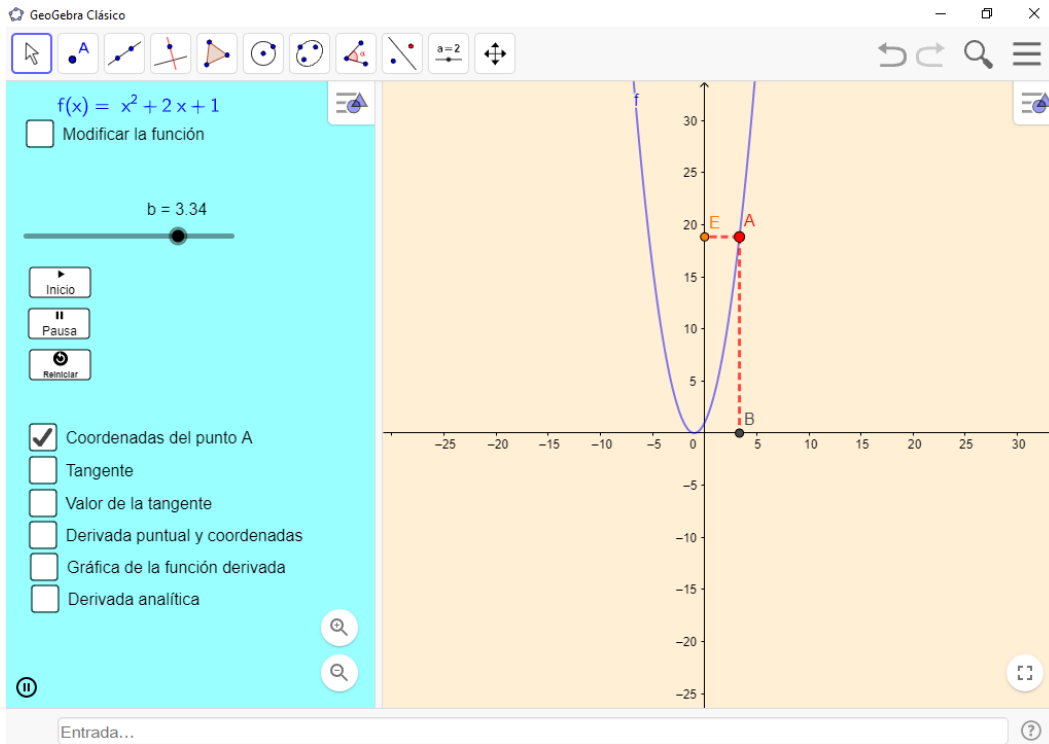 GeoGebra Clásico
A
α
a=2
f(x) = x² + 2 x + 1
Modificar la función
b = 3.34
Inicio
Pausa
Reiniciar
Coordenadas del punto A
Tangente
Valor de la tangente
Derivada puntual y coordenadas
Gráfica de la función derivada
Derivada analítica
f
30
25
20
E
A
15
10
5
B
−25
−20
−15
−10
−5
0
5
10
15
20
25
30
−5
−10
−15
−20
−25
Entrada...
?